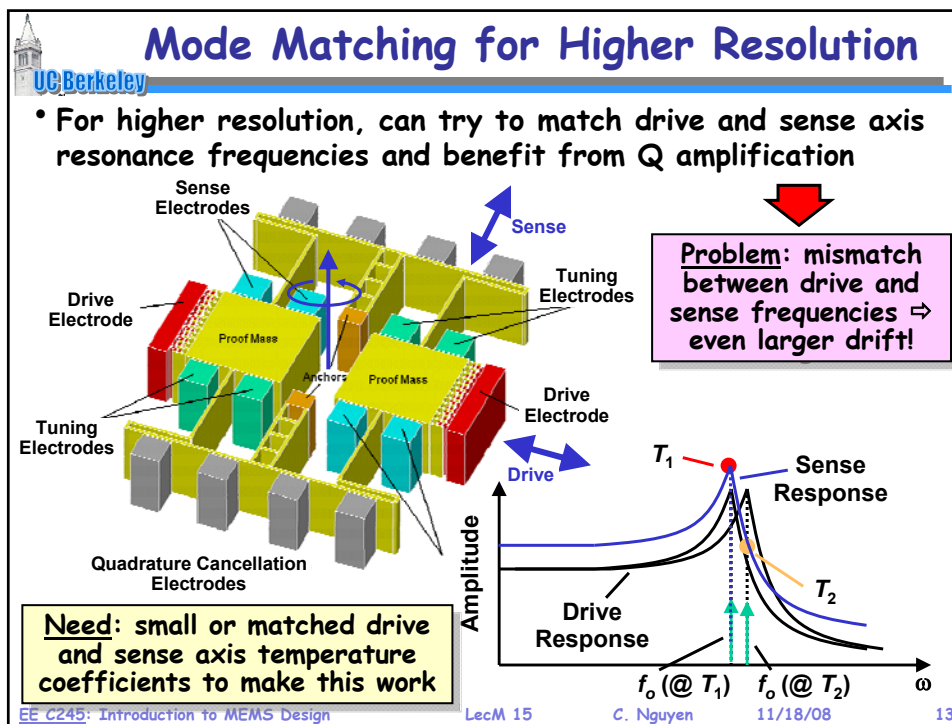 Mode Matching for Higher Resolution
UC Berkeley
• For higher resolution, can try to match drive and sense axis
resonance frequencies and benefit from Q amplification
Sense
Electrodes
Sense
Drive
Electrode
Tuning
Electrodes
Proof Mass
Anchors
Proof Mass
Tuning
Electrodes
Drive
Electrode
Drive
Quadrature Cancellation
Electrodes
Problem: mismatch
between drive and
sense frequencies ⇨
even larger drift!
T1
Sense
Response
Amplitude
T2
Drive
Response
fo (@ T1)
fo (@ T2)
ω
Need: small or matched drive
and sense axis temperature
coefficients to make this work
EE C245: Introduction to MEMS Design
LecM 15
C. Nguyen
11/18/08
13